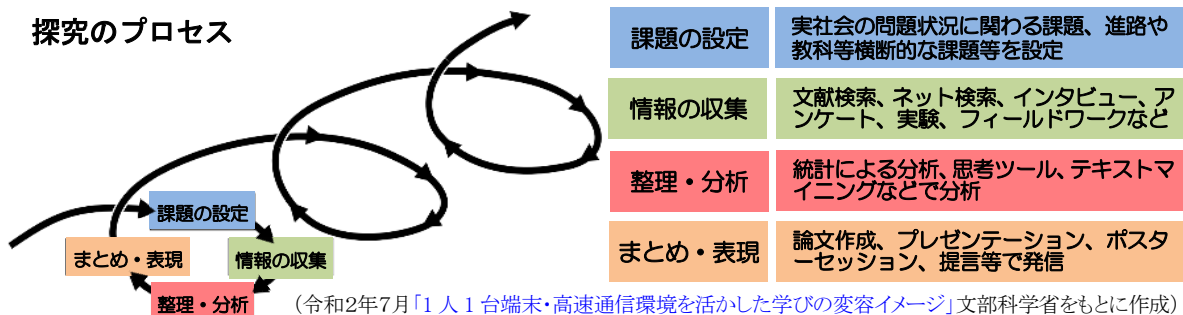 探究のプロセス
課題の設定
情報の収集
整理・分析
まとめ・表現
課題の設定
実社会の問題状況に関わる課題、進路や
教科等横断的な課題等を設定
情報の収集
文献検索、ネット検索、インタビュー、ア
ンケート、実験、フィールドワークなど
整理・分析
統計による分析、思考ツール、テキストマ
イニングなどで分析
まとめ・表現
論文作成、プレゼンテーション、ポスタ
ーセッション、提言等で発信
(令和2年7月「1人1台端末・高速通信環境を活かした学びの変容イメージ」文部科学省をもとに作成)